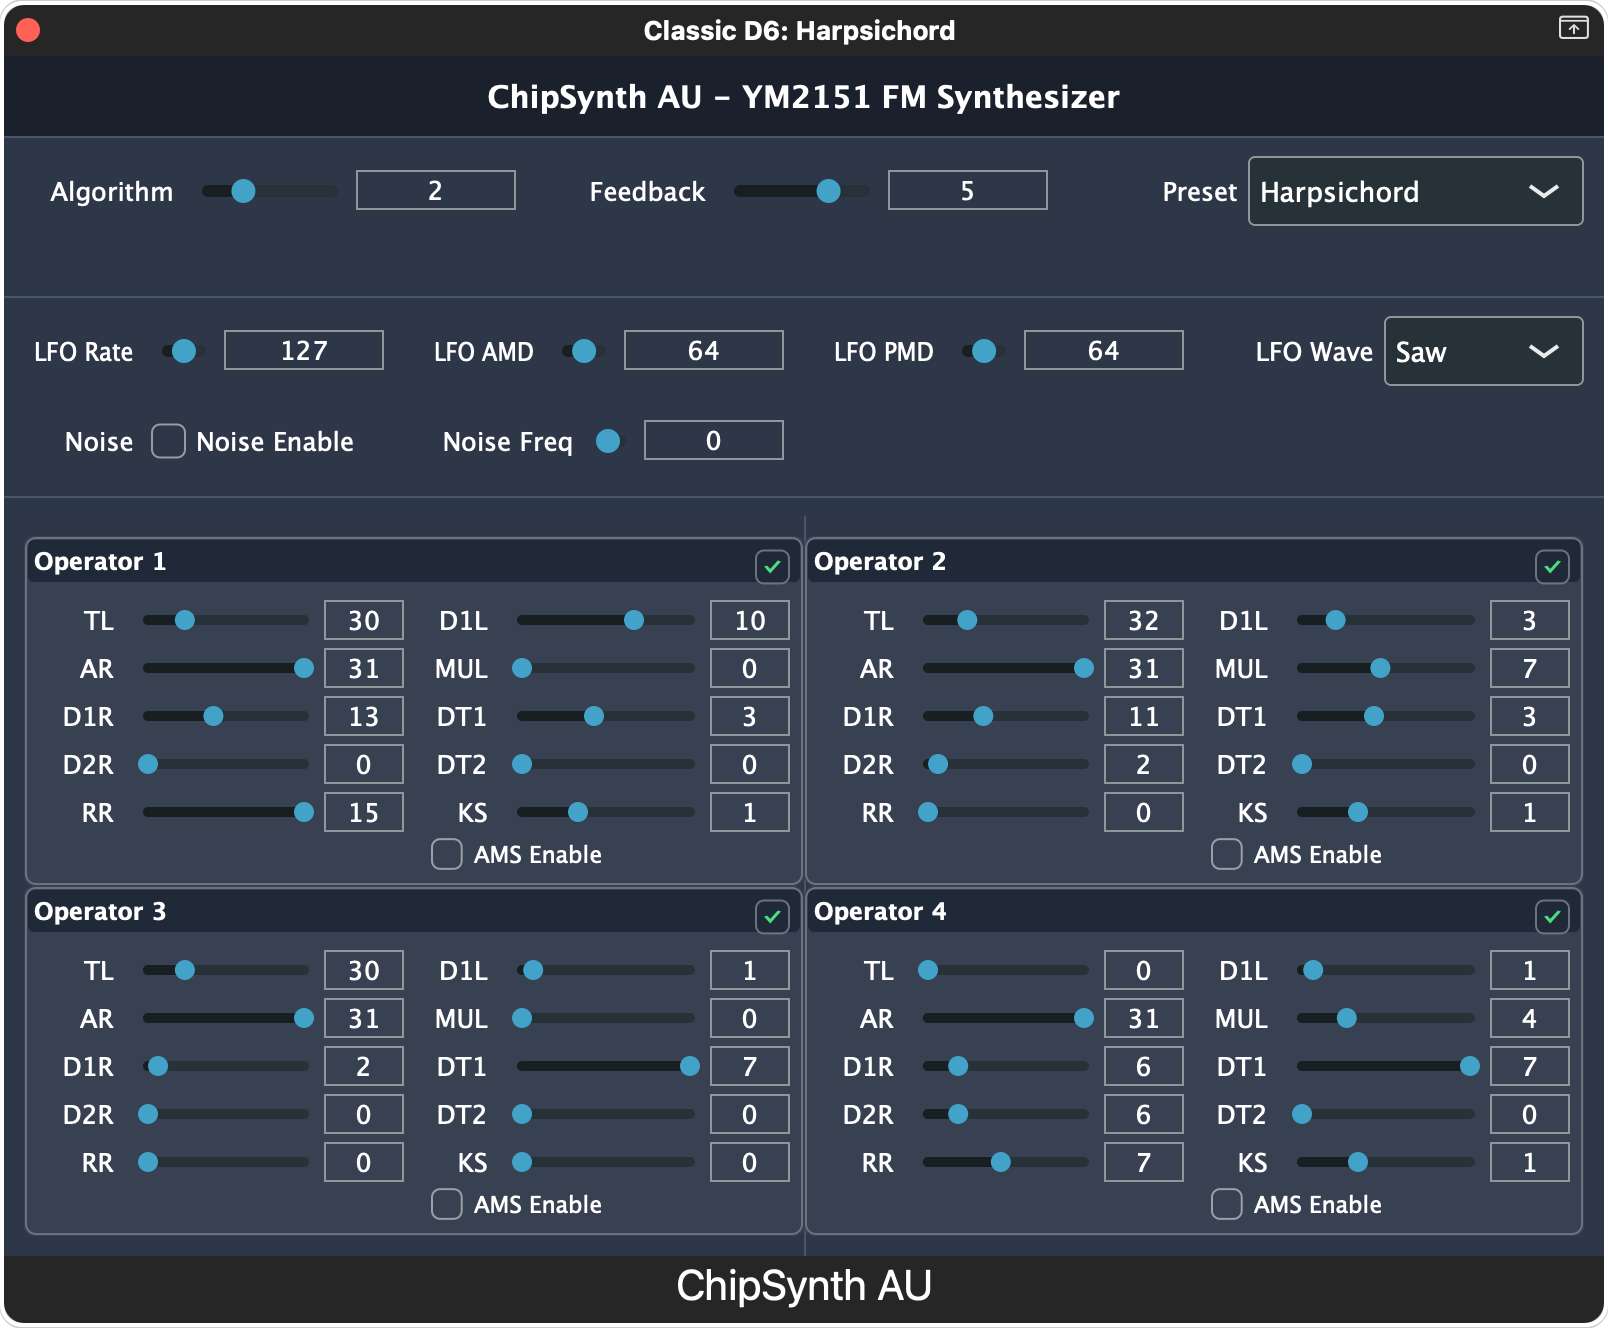 Classic D6: Harpsichord
ChipSynth AU – YM2151 FM Synthesizer
Algorithm 2 Feedback 5 Preset Harpsichord
LFO Rate 127 LFO AMD 64 LFO PMD 64 LFO Wave Saw
Noise Noise Enable Noise Freq 0
Operator 1
TL 30 D1L 10
AR 31 MUL 0
D1R 13 DT1 3
D2R 0 DT2 0
RR 15 KS 1
AMS Enable
Operator 2
TL 32 D1L 3
AR 31 MUL 7
D1R 11 DT1 3
D2R 2 DT2 0
RR 0 KS 1
AMS Enable
Operator 3
TL 30 D1L 1
AR 31 MUL 0
D1R 2 DT1 7
D2R 0 DT2 0
RR 0 KS 0
AMS Enable
Operator 4
TL 0 D1L 1
AR 31 MUL 4
D1R 6 DT1 7
D2R 6 DT2 0
RR 7 KS 1
AMS Enable
ChipSynth AU